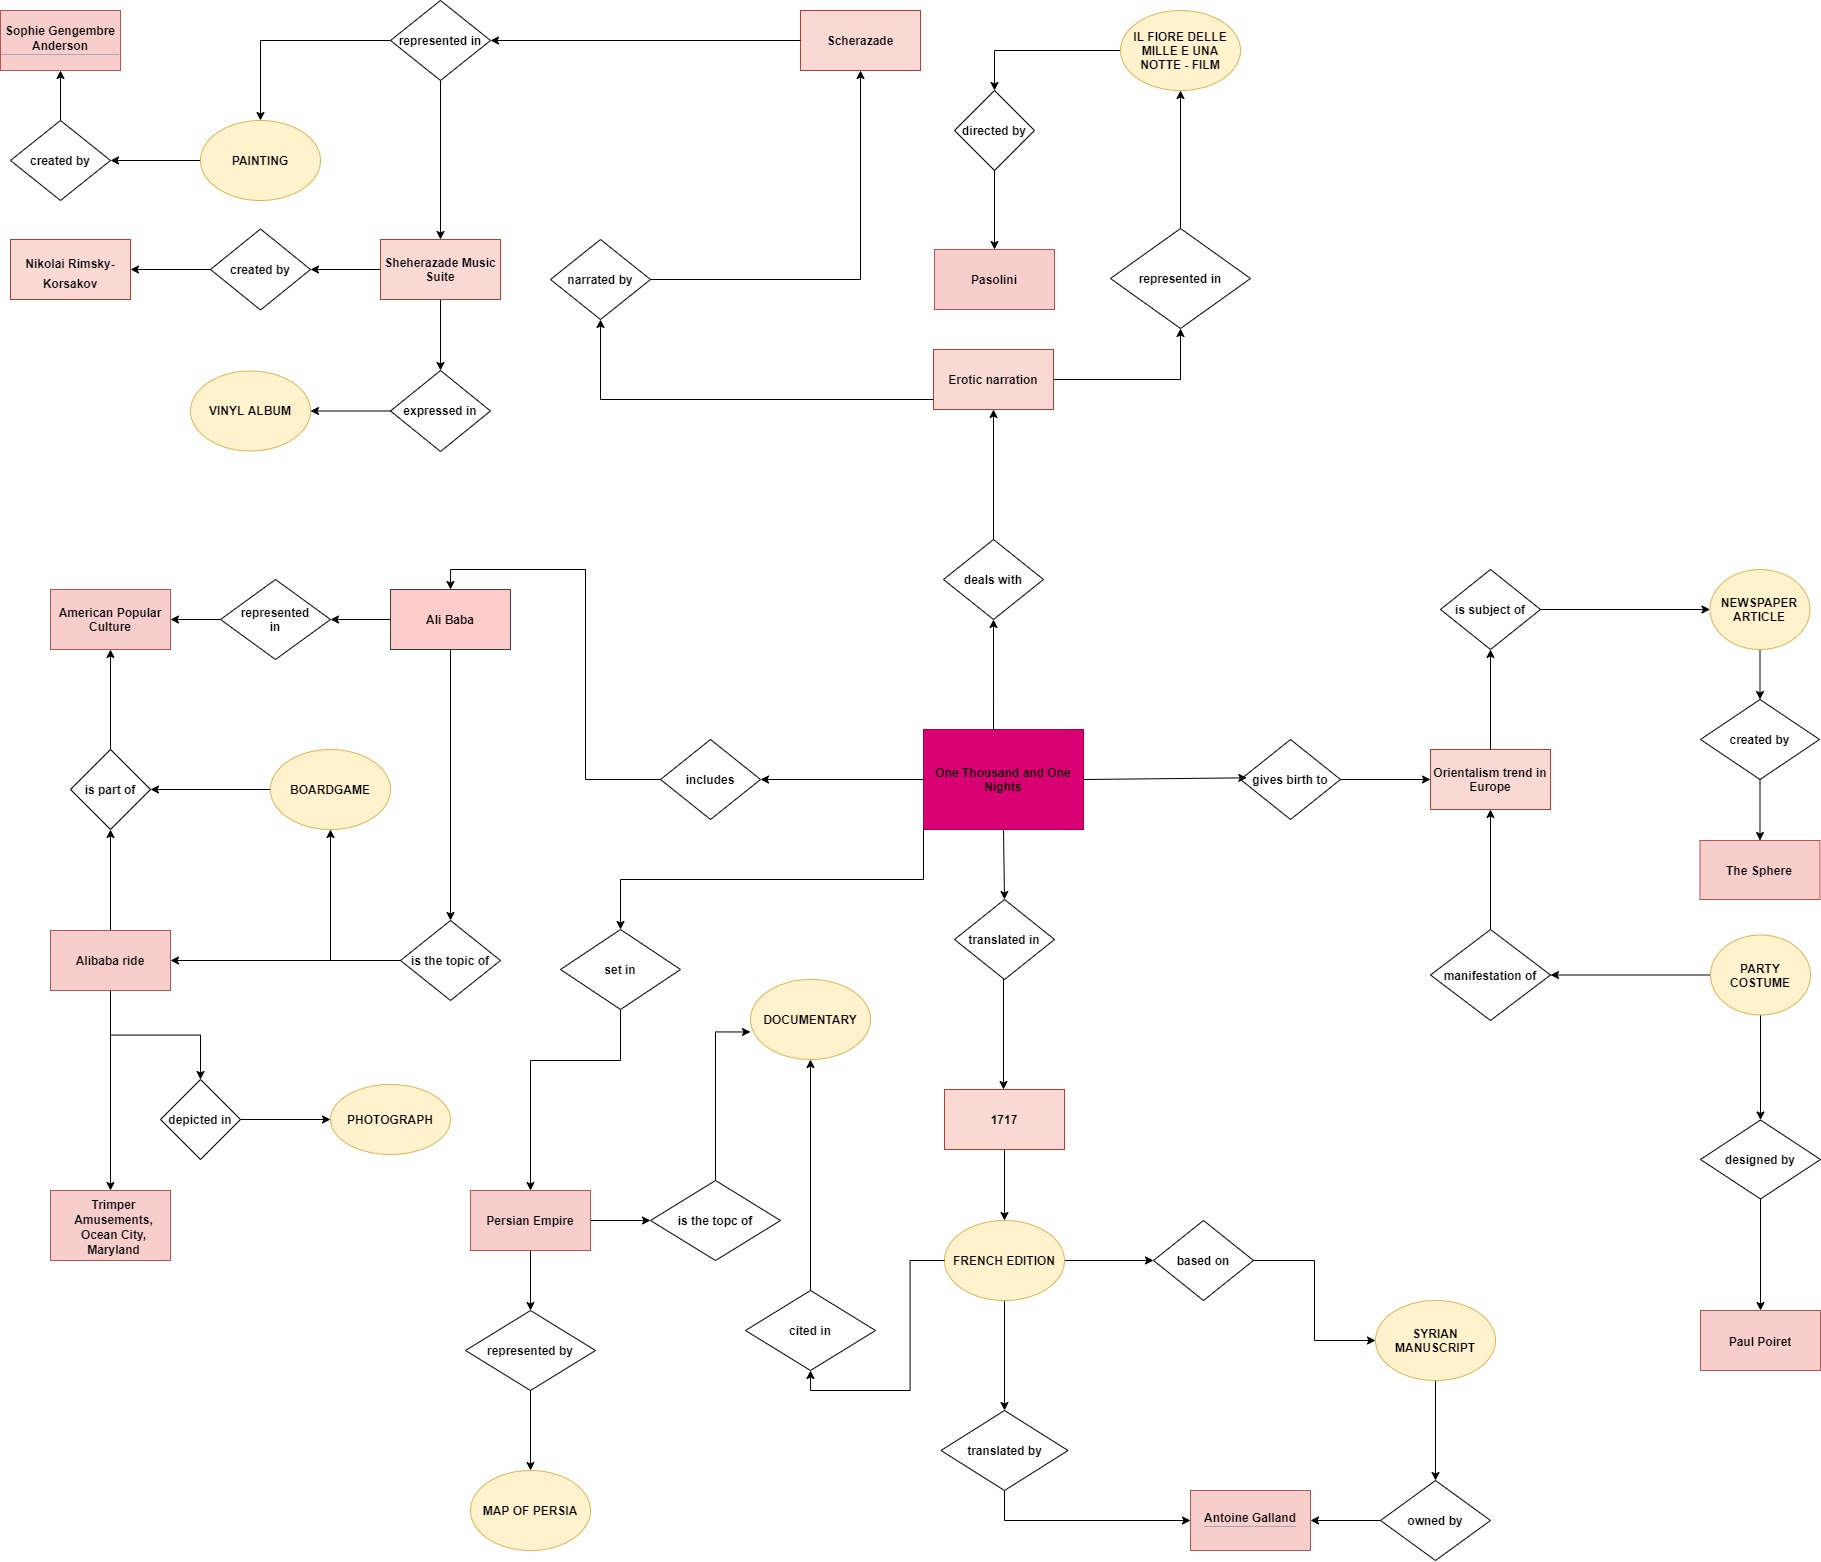 Sophie Gengembre
Anderson
represented in
Scherazade
IL FIORE DELLE
MILLE E UNA
NOTTE - FILM
directed by
created by
PAINTING
Nikolai Rimsky-
Korsakov
created by
Sheherazade Music
Suite
narrated by
Pasolini
represented in
Erotic narration
VINYL ALBUM
expressed in
deals with
American Popular
Culture
represented
in
Ali Baba
is subject of
NEWSPAPER
ARTICLE
is part of
BOARDGAME
includes
One Thousand and One
Nights
gives birth to
Orientalism trend in
Europe
created by
The Sphere
Alibaba ride
is the topic of
set in
translated in
manifestation of
PARTY
COSTUME
DOCUMENTARY
depicted in
PHOTOGRAPH
1717
designed by
Trimper
Amusements,
Ocean City,
Maryland
Persian Empire
is the topc of
FRENCH EDITION
based on
represented by
cited in
SYRIAN
MANUSCRIPT
Paul Poiret
translated by
MAP OF PERSIA
Antoine Galland
owned by